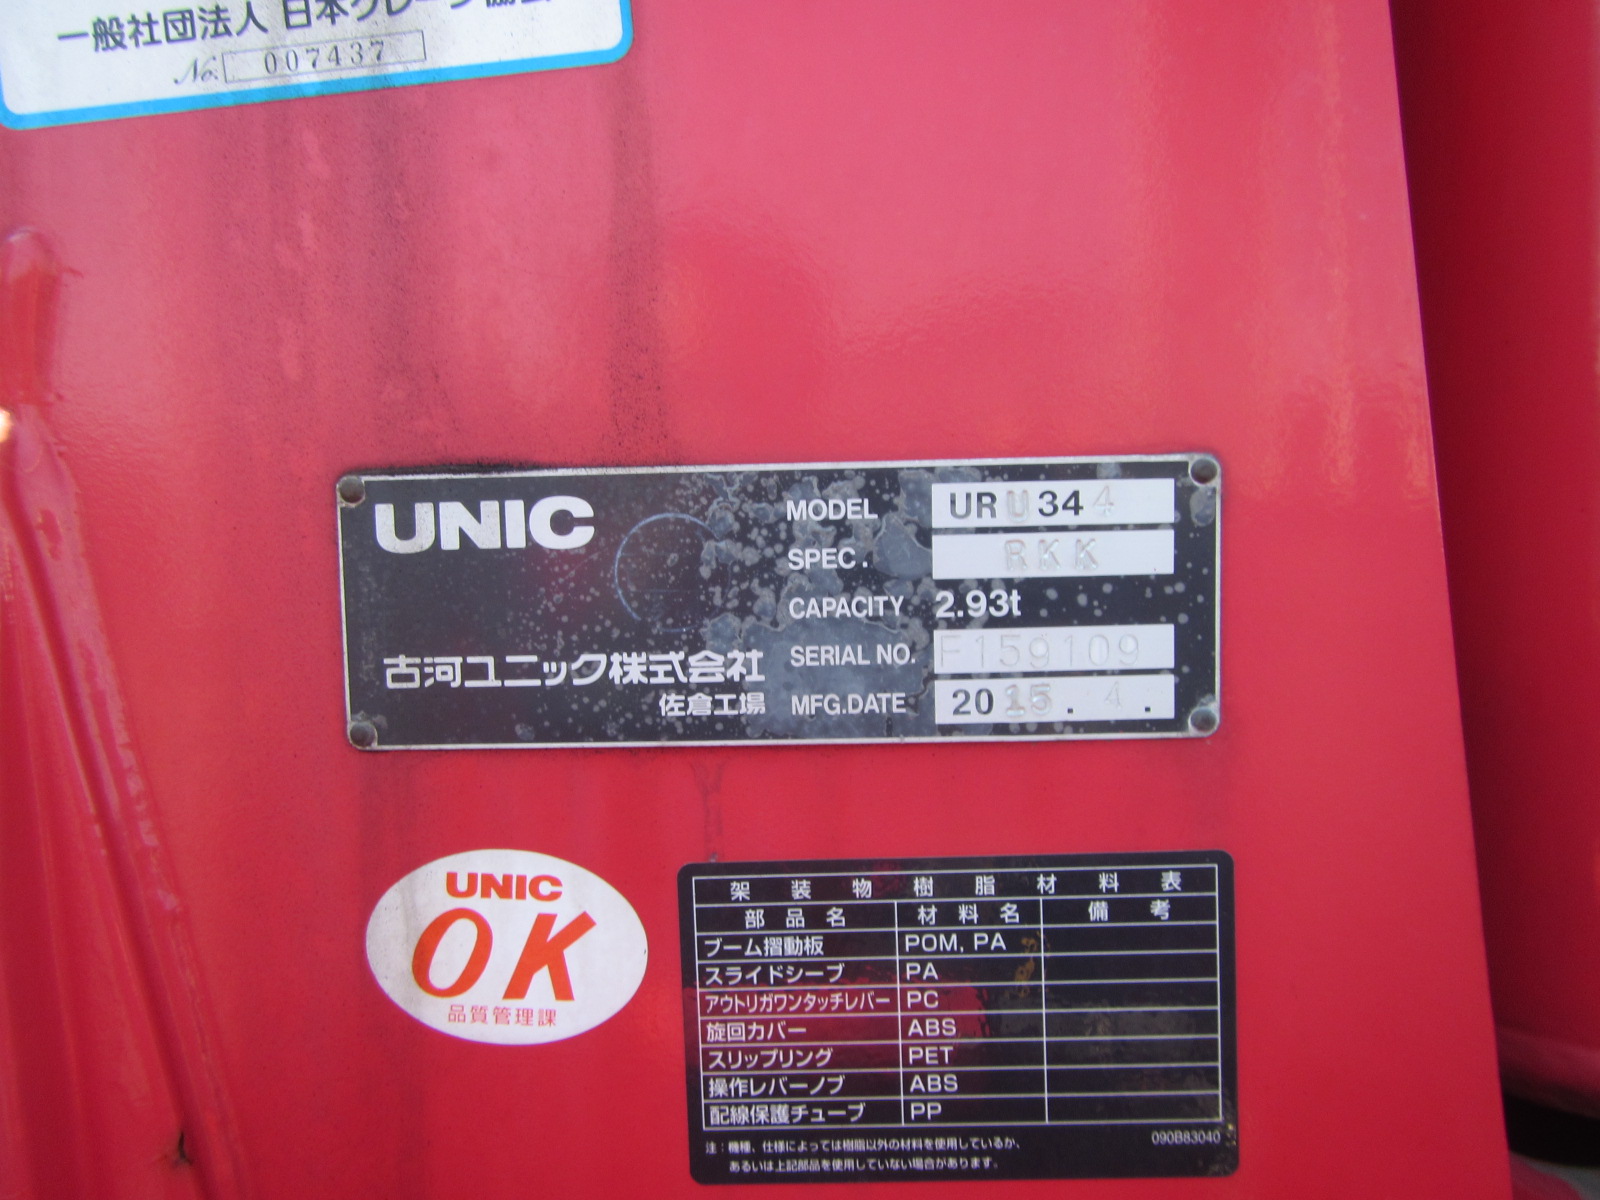 一般社団法人 日本クレーン協会
No. 007437
UNIC
MODEL URU344
SPEC. RKK
CAPACITY 2.93t
SERIAL NO. F159109
古河ユニック株式会社
佐倉工場
MFG.DATE 2015. 4 .
UNIC
OK
品質管理課
架装物樹脂材料表
部品名 材料名 備考
ブーム摺動板 POM, PA
スライドシーブ PA
アウトリガワンタッチレバー PC
旋回カバー ABS
スリップリング PET
操作レバーノブ ABS
配線保護チューブ PP
注：機種、仕様によっては樹脂以外の材料を使用しているか、
あるいは上記部品を使用していない場合があります。
090B83040